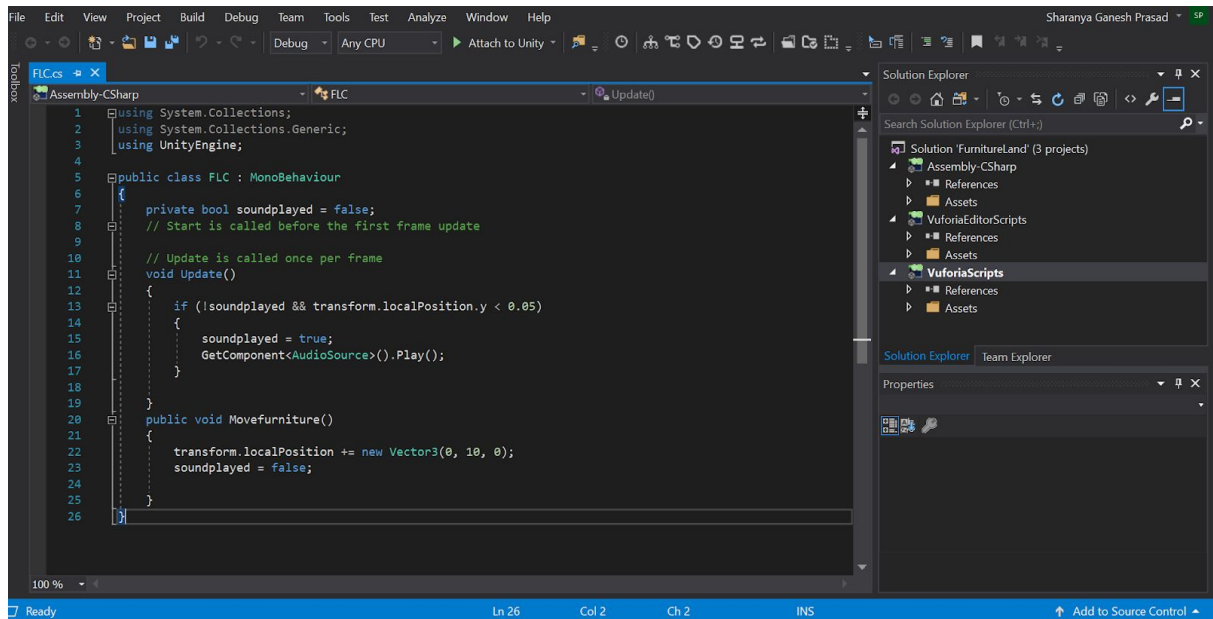 File Edit View Project Build Debug Team Tools Test Analyze Window Help
Sharanya Ganesh Prasad SP
Debug Any CPU Attach to Unity
Toolbox
FLC.cs
Assembly-CSharp FLC Update()
1 using System.Collections;
2 using System.Collections.Generic;
3 using UnityEngine;
4
5 public class FLC : MonoBehaviour
6 {
7 private bool soundplayed = false;
8 // Start is called before the first frame update
9
10 // Update is called once per frame
11 void Update()
12 {
13 if (!soundplayed && transform.localPosition.y < 0.05)
14 {
15 soundplayed = true;
16 GetComponent<AudioSource>().Play();
17 }
18
19 }
20 public void Movefurniture()
21 {
22 transform.localPosition += new Vector3(0, 10, 0);
23 soundplayed = false;
24
25 }
26 }
100 %
Solution Explorer
Search Solution Explorer (Ctrl+;)
Solution 'FurnitureLand' (3 projects)
Assembly-CSharp
References
Assets
VuforiaEditorScripts
References
Assets
VuforiaScripts
References
Assets
Solution Explorer Team Explorer
Properties
Ready Ln 26 Col 2 Ch 2 INS Add to Source Control